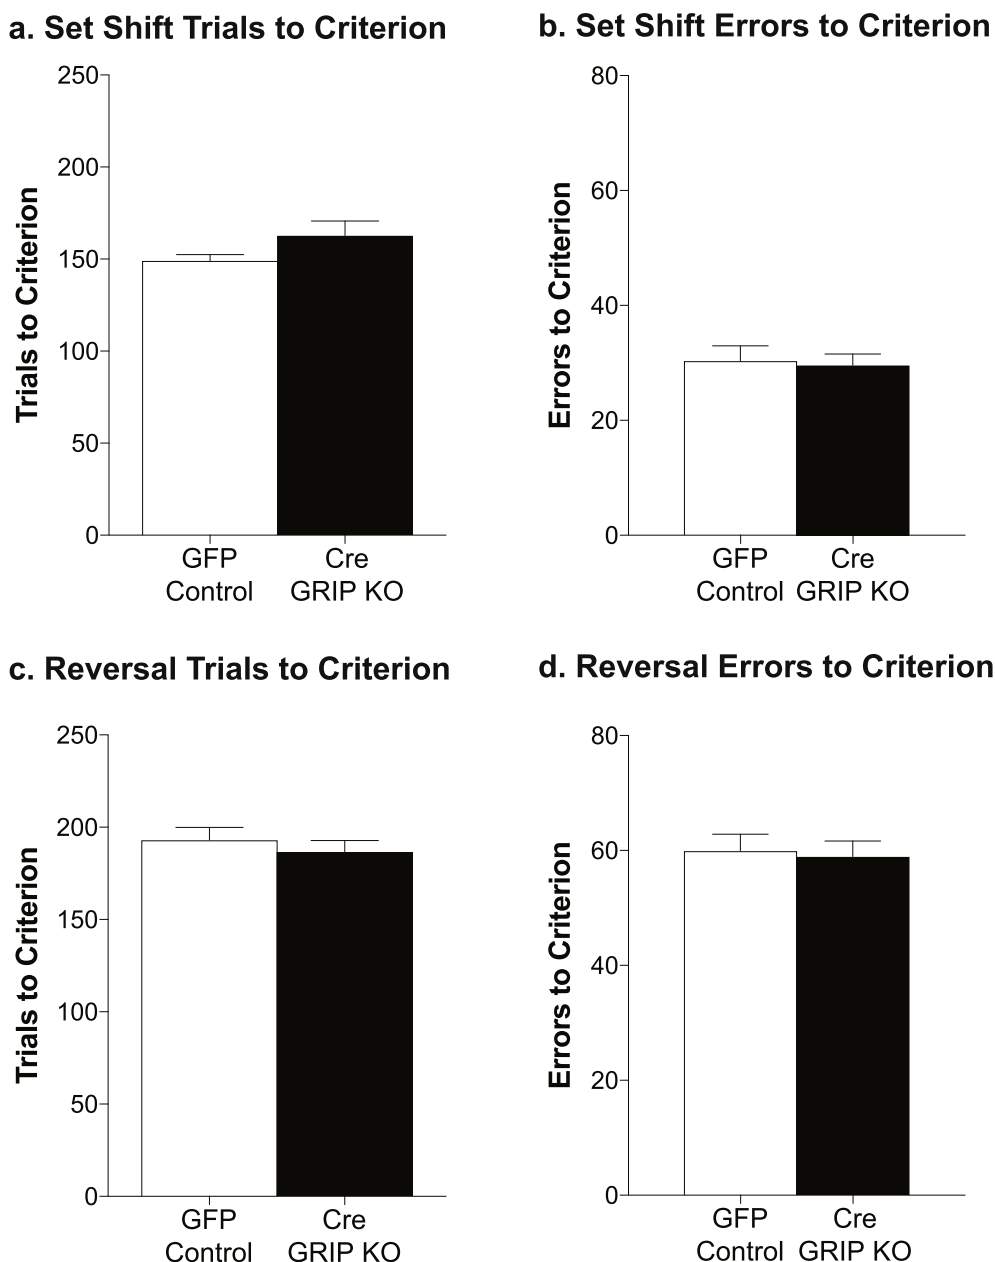 a. Set Shift Trials to Criterion
250
200
150
100
50
0
Trials to Criterion
GFP
Control
Cre
GRIP KO
b. Set Shift Errors to Criterion
80
60
40
20
0
Errors to Criterion
GFP
Control
Cre
GRIP KO
c. Reversal Trials to Criterion
250
200
150
100
50
0
Trials to Criterion
GFP
Control
Cre
GRIP KO
d. Reversal Errors to Criterion
80
60
40
20
0
Errors to Criterion
GFP
Control
Cre
GRIP KO